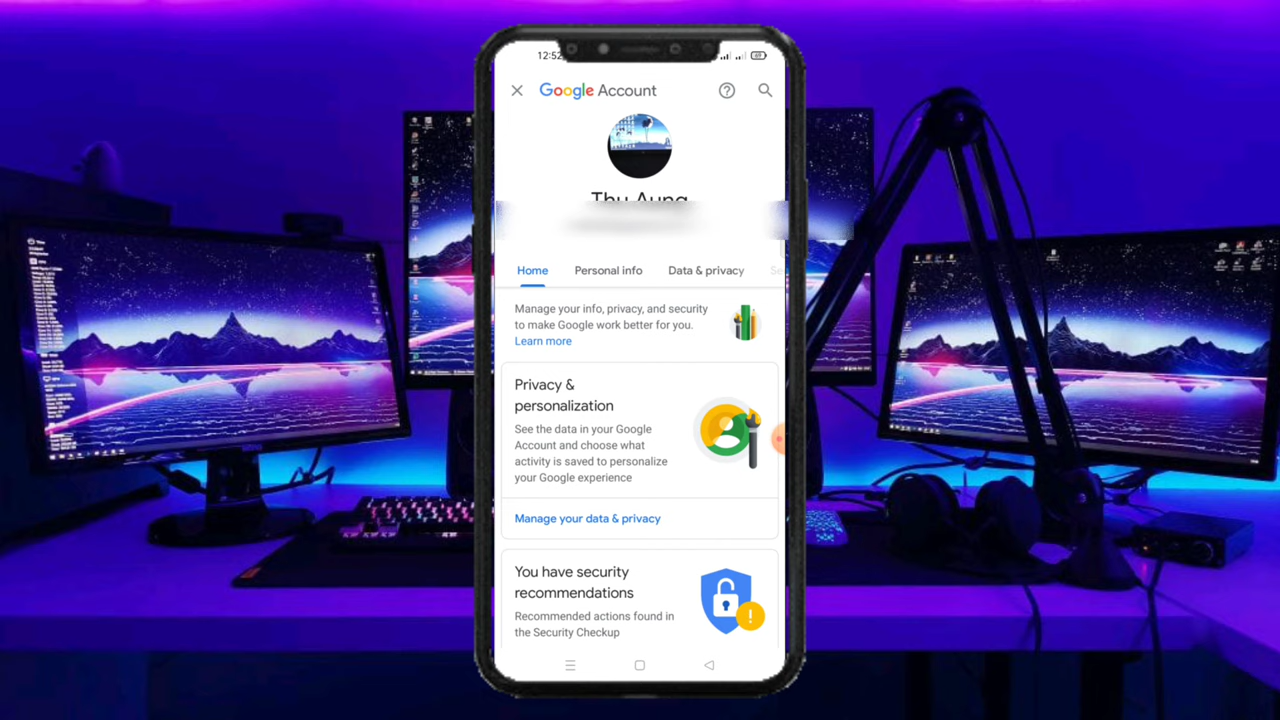 12:52
Google Account
Thu Aung
Home
Personal info
Data & privacy
Se
Manage your info, privacy, and security
to make Google work better for you.
Learn more
Privacy &
personalization
See the data in your Google
Account and choose what
activity is saved to personalize
your Google experience
Manage your data & privacy
You have security
recommendations
Recommended actions found in
the Security Checkup